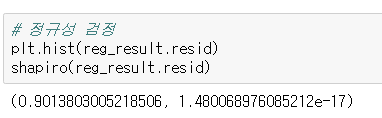 # 정규성 검정
plt.hist(reg_result.resid)
shapiro(reg_result.resid)
(0.9013803005218506, 1.480068976085212e-17)